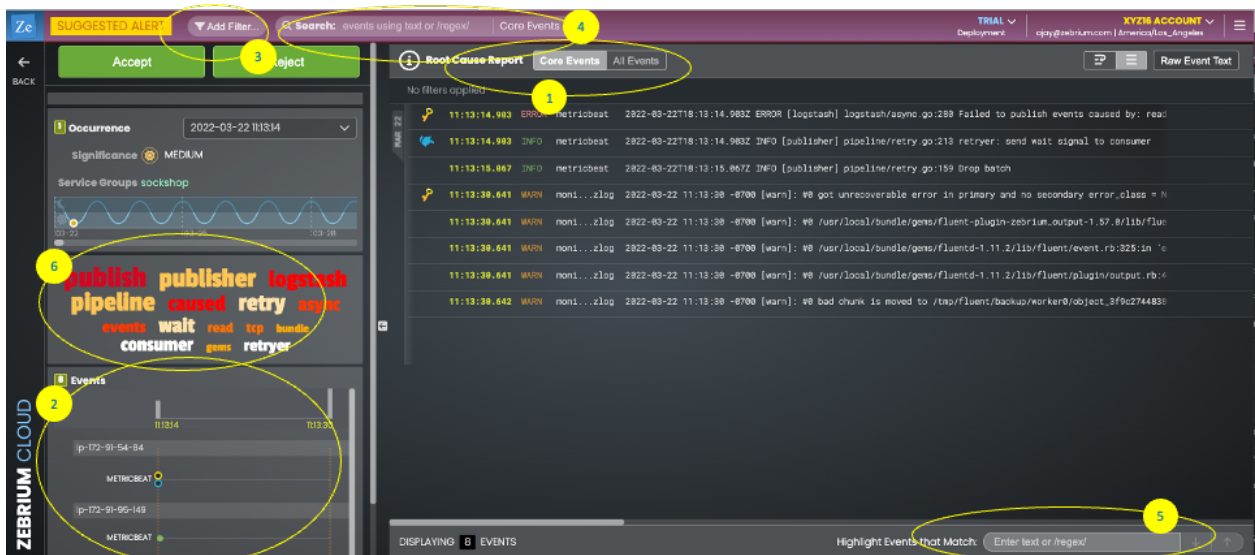 Ze SUGGESTED ALERT Add Filter... Search: events using text or /regex/ Core Events 4 TRIAL XYZ16 ACCOUNT
Deployment ojay@zebrium.com | America/Los_Angeles
3
BACK Accept Reject Root Cause Report Core Events All Events Raw Event Text
No filters applied
1
1 Occurrence 2022-03-22 11:13:14
Significance MEDIUM
Service Groups sockshop
03-22 03-25 03-28
MAR 22
11:13:14.903 ERROR metricbeat 2022-03-22T18:13:14.903Z ERROR [logstash] logstash/async.go:280 Failed to publish events caused by: read
11:13:14.903 INFO metricbeat 2022-03-22T18:13:14.903Z INFO [publisher] pipeline/retry.go:213 retryer: send wait signal to consumer
11:13:15.067 INFO metricbeat 2022-03-22T18:13:15.067Z INFO [publisher] pipeline/retry.go:159 Drop batch
11:13:30.641 WARN moni...zlog 2022-03-22 11:13:30 -0700 [warn]: #0 got unrecoverable error in primary and no secondary error_class = N
11:13:30.641 WARN moni...zlog 2022-03-22 11:13:30 -0700 [warn]: #0 /usr/local/bundle/gems/fluent-plugin-zebrium_output-1.57.0/lib/flue
11:13:30.641 WARN moni...zlog 2022-03-22 11:13:30 -0700 [warn]: #0 /usr/local/bundle/gems/fluentd-1.11.2/lib/fluent/event.rb:325:in
11:13:30.641 WARN moni...zlog 2022-03-22 11:13:30 -0700 [warn]: #0 /usr/local/bundle/gems/fluentd-1.11.2/lib/fluent/plugin/output.rb:
11:13:30.642 WARN moni...zlog 2022-03-22 11:13:30 -0700 [warn]: #0 bad chunk is moved to /tmp/fluent/backup/worker0/object_3f9c2744838
6
publish publisher logstash
pipeline caused retry async
events wait read tcp bundle
consumer gems retryer
8 Events
2
11:13:14 11:13:30
ip-172-91-54-84
METRICBEAT
ip-172-91-95-149
METRICBEAT
ZEBRIUM CLOUD
5
DISPLAYING 8 EVENTS Highlight Events that Match: Enter text or /regex/